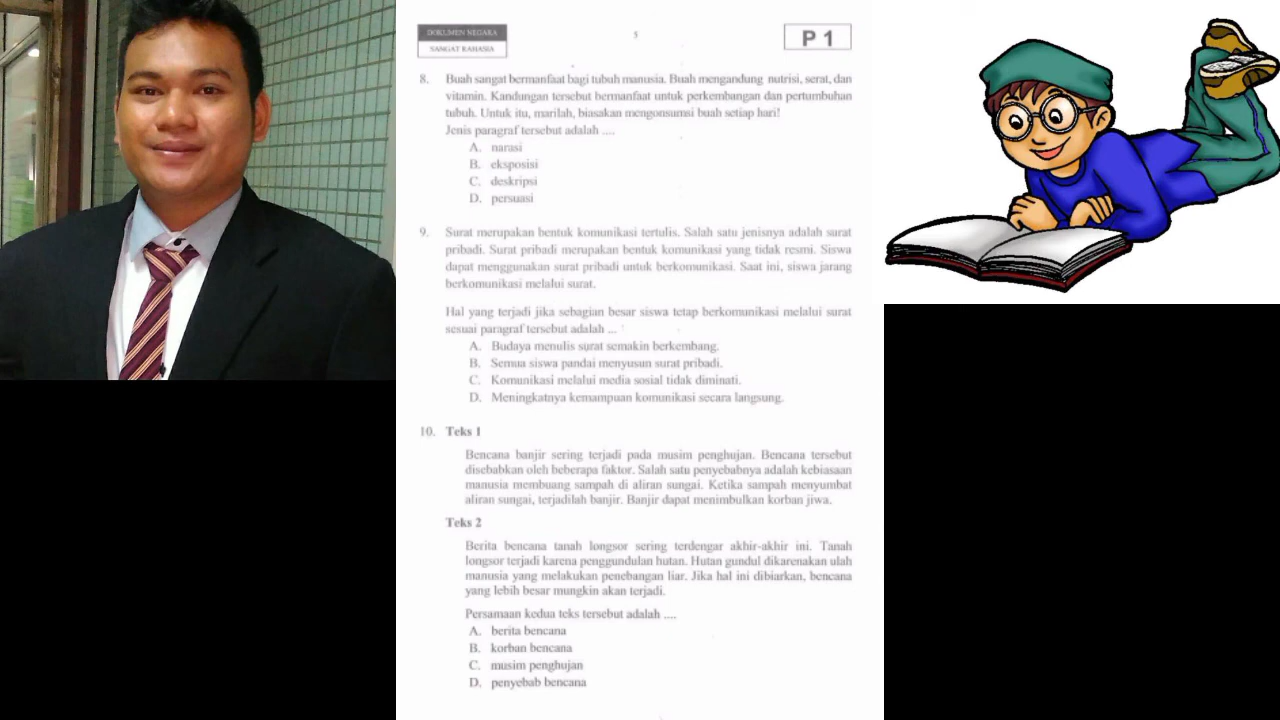 DOKUMEN NEGARA
SANGAT RAHASIA
5
P 1
8. Buah sangat bermanfaat bagi tubuh manusia. Buah mengandung nutrisi, serat, dan
vitamin. Kandungan tersebut bermanfaat untuk perkembangan dan pertumbuhan
tubuh. Untuk itu, marilah, biasakan mengonsumsi buah setiap hari!
Jenis paragraf tersebut adalah ....
A. narasi
B. eksposisi
C. deskripsi
D. persuasi
9. Surat merupakan bentuk komunikasi tertulis. Salah satu jenisnya adalah surat
pribadi. Surat pribadi merupakan bentuk komunikasi yang tidak resmi. Siswa
dapat menggunakan surat pribadi untuk berkomunikasi. Saat ini, siswa jarang
berkomunikasi melalui surat.
Hal yang terjadi jika sebagian besar siswa tetap berkomunikasi melalui surat
sesuai paragraf tersebut adalah ...
A. Budaya menulis surat semakin berkembang.
B. Semua siswa pandai menyusun surat pribadi.
C. Komunikasi melalui media sosial tidak diminati.
D. Meningkatnya kemampuan komunikasi secara langsung.
10. Teks 1
Bencana banjir sering terjadi pada musim penghujan. Bencana tersebut
disebabkan oleh beberapa faktor. Salah satu penyebabnya adalah kebiasaan
manusia membuang sampah di aliran sungai. Ketika sampah menyumbat
aliran sungai, terjadilah banjir. Banjir dapat menimbulkan korban jiwa.
Teks 2
Berita bencana tanah longsor sering terdengar akhir-akhir ini. Tanah
longsor terjadi karena penggundulan hutan. Hutan gundul dikarenakan ulah
manusia yang melakukan penebangan liar. Jika hal ini dibiarkan, bencana
yang lebih besar mungkin akan terjadi.
Persamaan kedua teks tersebut adalah ....
A. berita bencana
B. korban bencana
C. musim penghujan
D. penyebab bencana